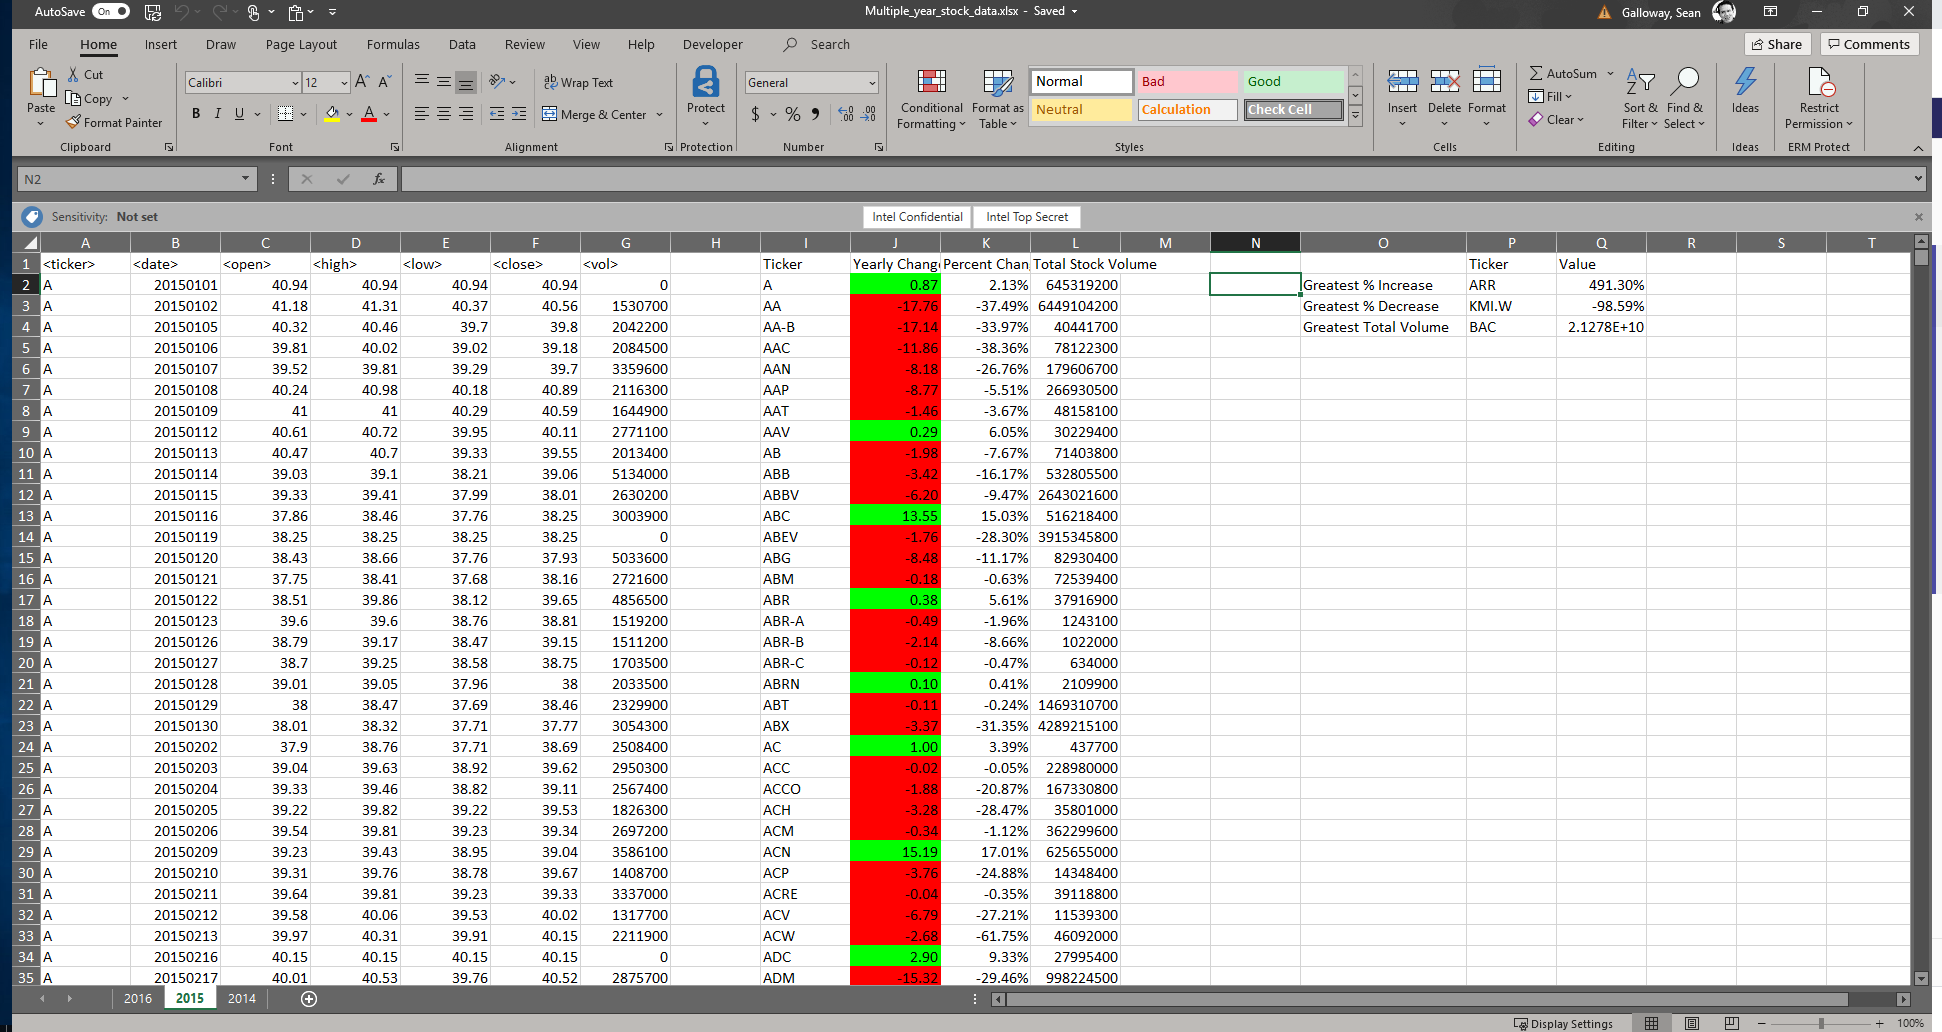 AutoSave On Multiple_year_stock_data.xlsx - Saved Galloway, Sean
File Home Insert Draw Page Layout Formulas Data Review View Help Developer Search Share Comments
Cut
Copy
Paste
Format Painter
Clipboard
Calibri 12
B I U A
Font
Wrap Text
Merge & Center
Alignment
Protect
Protection
General
$ % 9
Number
Conditional Formatting
Format as Table
Normal Bad Good
Neutral Calculation Check Cell
Styles
Insert Delete Format
Cells
AutoSum
Fill
Clear
Sort & Filter
Find & Select
Editing
Ideas
Ideas
Restrict Permission
ERM Protect
N2 fx
Sensitivity: Not set Intel Confidential Intel Top Secret
A B C D E F G H I J K L M N O P Q R S T
1 <ticker> <date> <open> <high> <low> <close> <vol> Ticker Yearly Chang Percent Chan Total Stock Volume Ticker Value
2 A 20150101 40.94 40.94 40.94 40.94 0 A 0.87 2.13% 645319200 Greatest % Increase ARR 491.30%
3 A 20150102 41.18 41.31 40.37 40.56 1530700 AA -17.76 -37.49% 6449104200 Greatest % Decrease KMI.W -98.59%
4 A 20150105 40.32 40.46 39.7 39.8 2042200 AA-B -17.14 -33.97% 40441700 Greatest Total Volume BAC 2.1278E+10
5 A 20150106 39.81 40.02 39.02 39.18 2084500 AAC -11.86 -38.36% 78122300
6 A 20150107 39.52 39.81 39.29 39.7 3359600 AAN -8.18 -26.76% 179606700
7 A 20150108 40.24 40.98 40.18 40.89 2116300 AAP -8.77 -5.51% 266930500
8 A 20150109 41 41 40.29 40.59 1644900 AAT -1.46 -3.67% 48158100
9 A 20150112 40.61 40.72 39.95 40.11 2771100 AAV 0.29 6.05% 30229400
10 A 20150113 40.47 40.7 39.33 39.55 2013400 AB -1.98 -7.67% 71403800
11 A 20150114 39.03 39.1 38.21 39.06 5134000 ABB -3.42 -16.17% 532805500
12 A 20150115 39.33 39.41 37.99 38.01 2630200 ABBV -6.20 -9.47% 2643021600
13 A 20150116 37.86 38.46 37.76 38.25 3003900 ABC 13.55 15.03% 516218400
14 A 20150119 38.25 38.25 38.25 38.25 0 ABEV -1.76 -28.30% 3915345800
15 A 20150120 38.43 38.66 37.76 37.93 5033600 ABG -8.48 -11.17% 82930400
16 A 20150121 37.75 38.41 37.68 38.16 2721600 ABM -0.18 -0.63% 72539400
17 A 20150122 38.51 39.86 38.12 39.65 4856500 ABR 0.38 5.61% 37916900
18 A 20150123 39.6 39.6 38.76 38.81 1519200 ABR-A -0.49 -1.96% 1243100
19 A 20150126 38.79 39.17 38.47 39.15 1511200 ABR-B -2.14 -8.66% 1022000
20 A 20150127 38.7 39.25 38.58 38.75 1703500 ABR-C -0.12 -0.47% 634000
21 A 20150128 39.01 39.05 37.96 38 2033500 ABRN 0.10 0.41% 2109900
22 A 20150129 38 38.47 37.69 38.46 2329900 ABT -0.11 -0.24% 1469310700
23 A 20150130 38.01 38.32 37.71 37.77 3054300 ABX -3.37 -31.35% 4289215100
24 A 20150202 37.9 38.76 37.71 38.69 2508400 AC 1.00 3.39% 437700
25 A 20150203 39.04 39.63 38.92 39.62 2950300 ACC -0.02 -0.05% 228980000
26 A 20150204 39.33 39.46 38.82 39.11 2567400 ACCO -1.88 -20.87% 167330800
27 A 20150205 39.22 39.82 39.22 39.53 1826300 ACH -3.28 -28.47% 35801000
28 A 20150206 39.54 39.81 39.23 39.34 2697200 ACM -0.34 -1.12% 362299600
29 A 20150209 39.23 39.43 38.95 39.04 3586100 ACN 15.19 17.01% 625655000
30 A 20150210 39.31 39.76 38.78 39.67 1408700 ACP -3.76 -24.88% 14348400
31 A 20150211 39.64 39.81 39.23 39.33 3337000 ACRE -0.04 -0.35% 39118800
32 A 20150212 39.58 40.06 39.53 40.02 1317700 ACV -6.79 -27.21% 11539300
33 A 20150213 39.97 40.31 39.91 40.15 2211900 ACW -2.68 -61.75% 46092000
34 A 20150216 40.15 40.15 40.15 40.15 0 ADC 2.90 9.33% 27995400
35 A 20150217 40.01 40.53 39.76 40.52 2875700 ADM -15.32 -29.46% 998224500
2016 2015 2014
Display Settings 100%